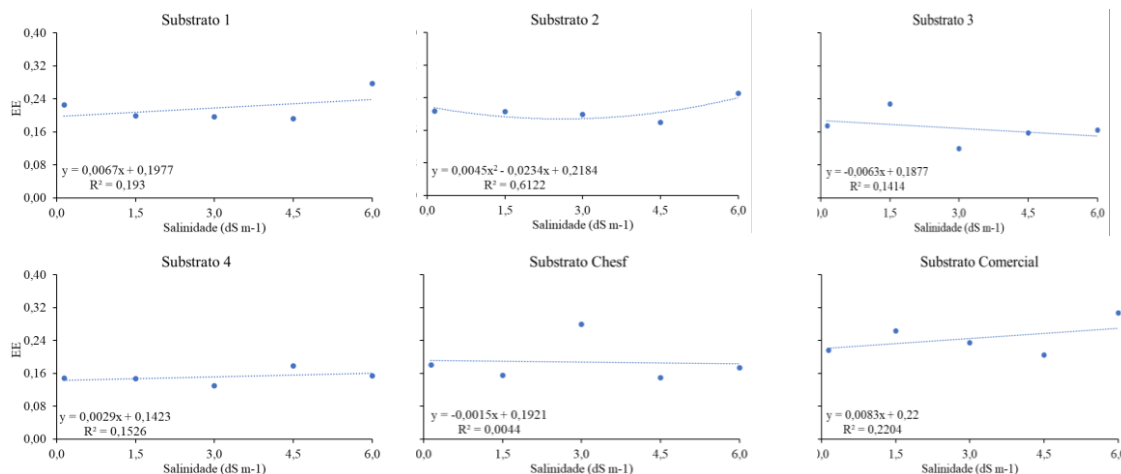 Substrato 1
0,40
0,32
0,24
0,16
0,08
0,00
EE
y = 0,0067x + 0,1977
R² = 0,193
0,0 1,5 3,0 4,5 6,0
Salinidade (dS m-1)
Substrato 2
y = 0,0045x² - 0,0234x + 0,2184
R² = 0,6122
0,0 1,5 3,0 4,5 6,0
Salinidade (dS m-1)
Substrato 3
y = -0,0063x + 0,1877
R² = 0,1414
0,0 1,5 3,0 4,5 6,0
Salinidade (dS m-1)
Substrato 4
0,40
0,32
0,24
0,16
0,08
0,00
EE
y = 0,0029x + 0,1423
R² = 0,1526
0,0 1,5 3,0 4,5 6,0
Salinidade (dS m-1)
Substrato Chesf
y = -0,0015x + 0,1921
R² = 0,0044
0,0 1,5 3,0 4,5 6,0
Salinidade (dS m-1)
Substrato Comercial
y = 0,0083x + 0,22
R² = 0,2204
0,0 1,5 3,0 4,5 6,0
Salinidade (dS m-1)